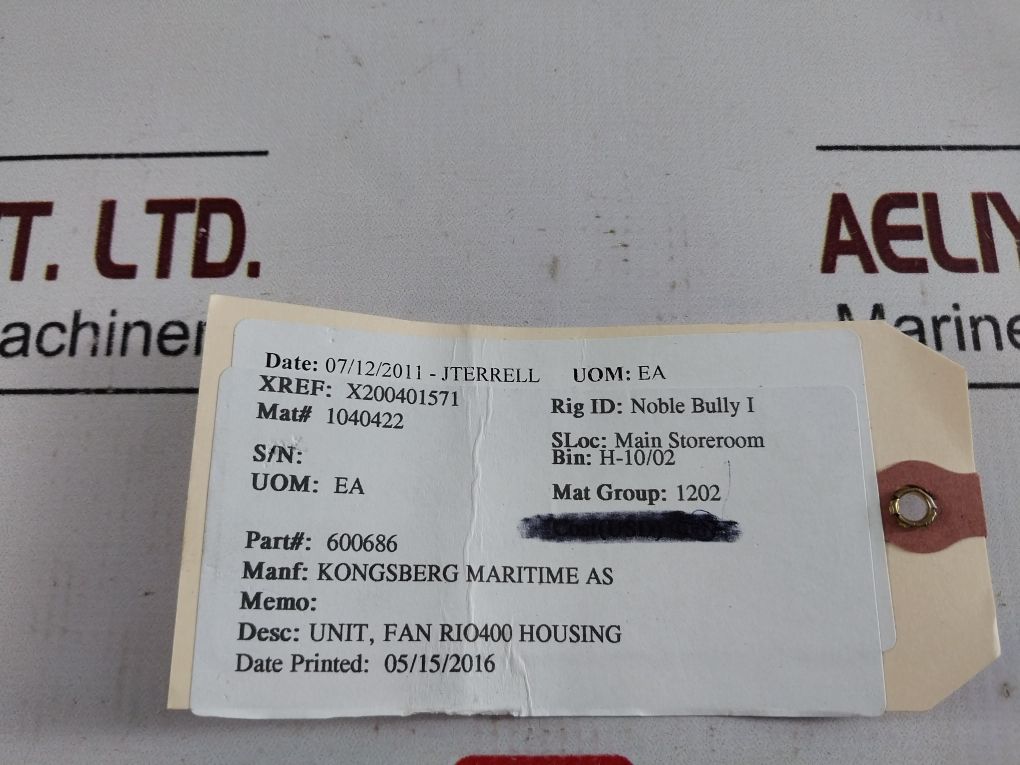 T. LTD.
AELIY
achiner
Marine
Date: 07/12/2011 - JTERRELL UOM: EA
XREF: X200401571
Rig ID: Noble Bully I
Mat# 1040422
SLoc: Main Storeroom
S/N:
Bin: H-10/02
UOM: EA
Mat Group: 1202
Part#: 600686
Manf: KONGSBERG MARITIME AS
Memo:
Desc: UNIT, FAN RIO400 HOUSING
Date Printed: 05/15/2016